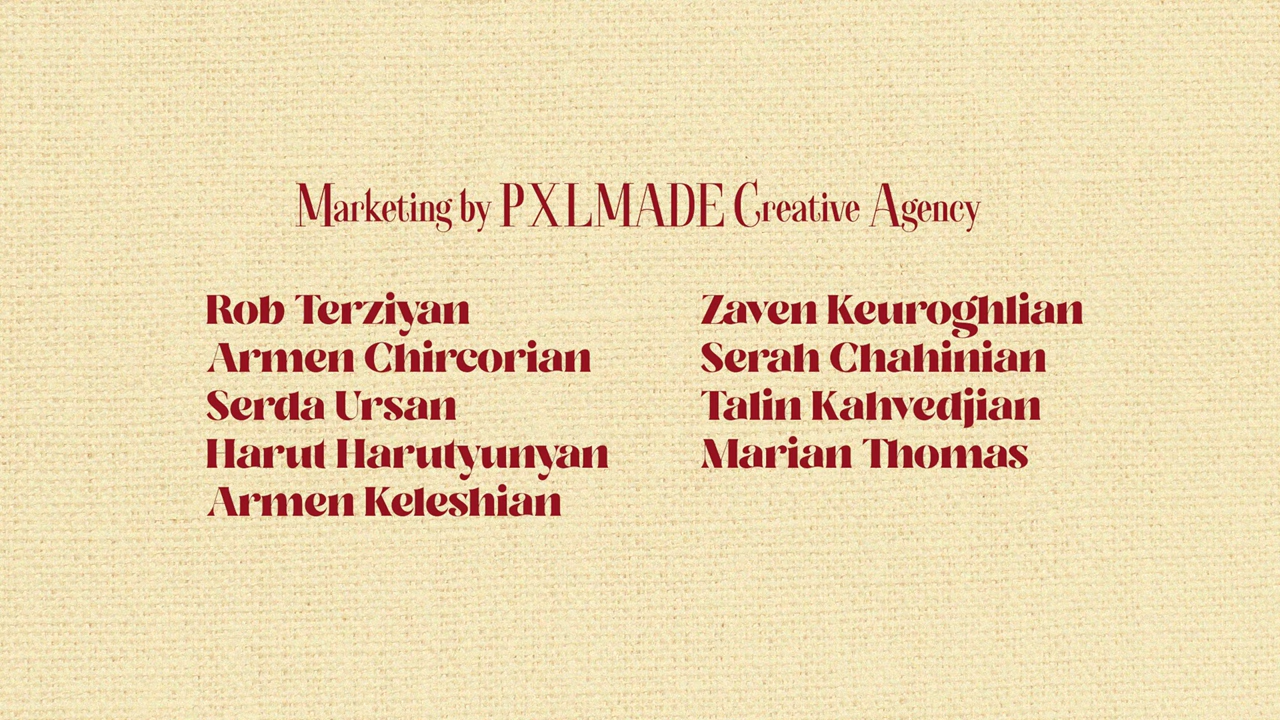 Marketing by PXLMADE Creative Agency
Rob Terziyan
Armen Chircorian
Serda Ursan
Harut Harutyunyan
Armen Keleshian
Zaven Keuroghlian
Serah Chahinian
Talin Kahvedjian
Marian Thomas